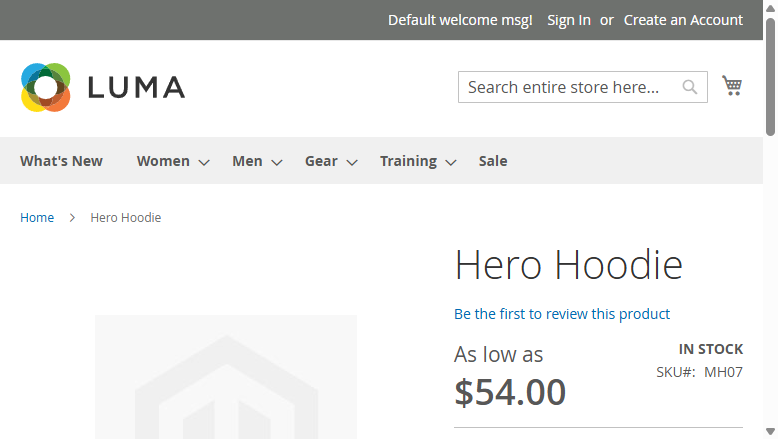 Default welcome msg! Sign In or Create an Account
LUMA
Search entire store here...
What's New Women Men Gear Training Sale
Home Hero Hoodie
Hero Hoodie
Be the first to review this product
As low as
$54.00
IN STOCK
SKU#: MH07